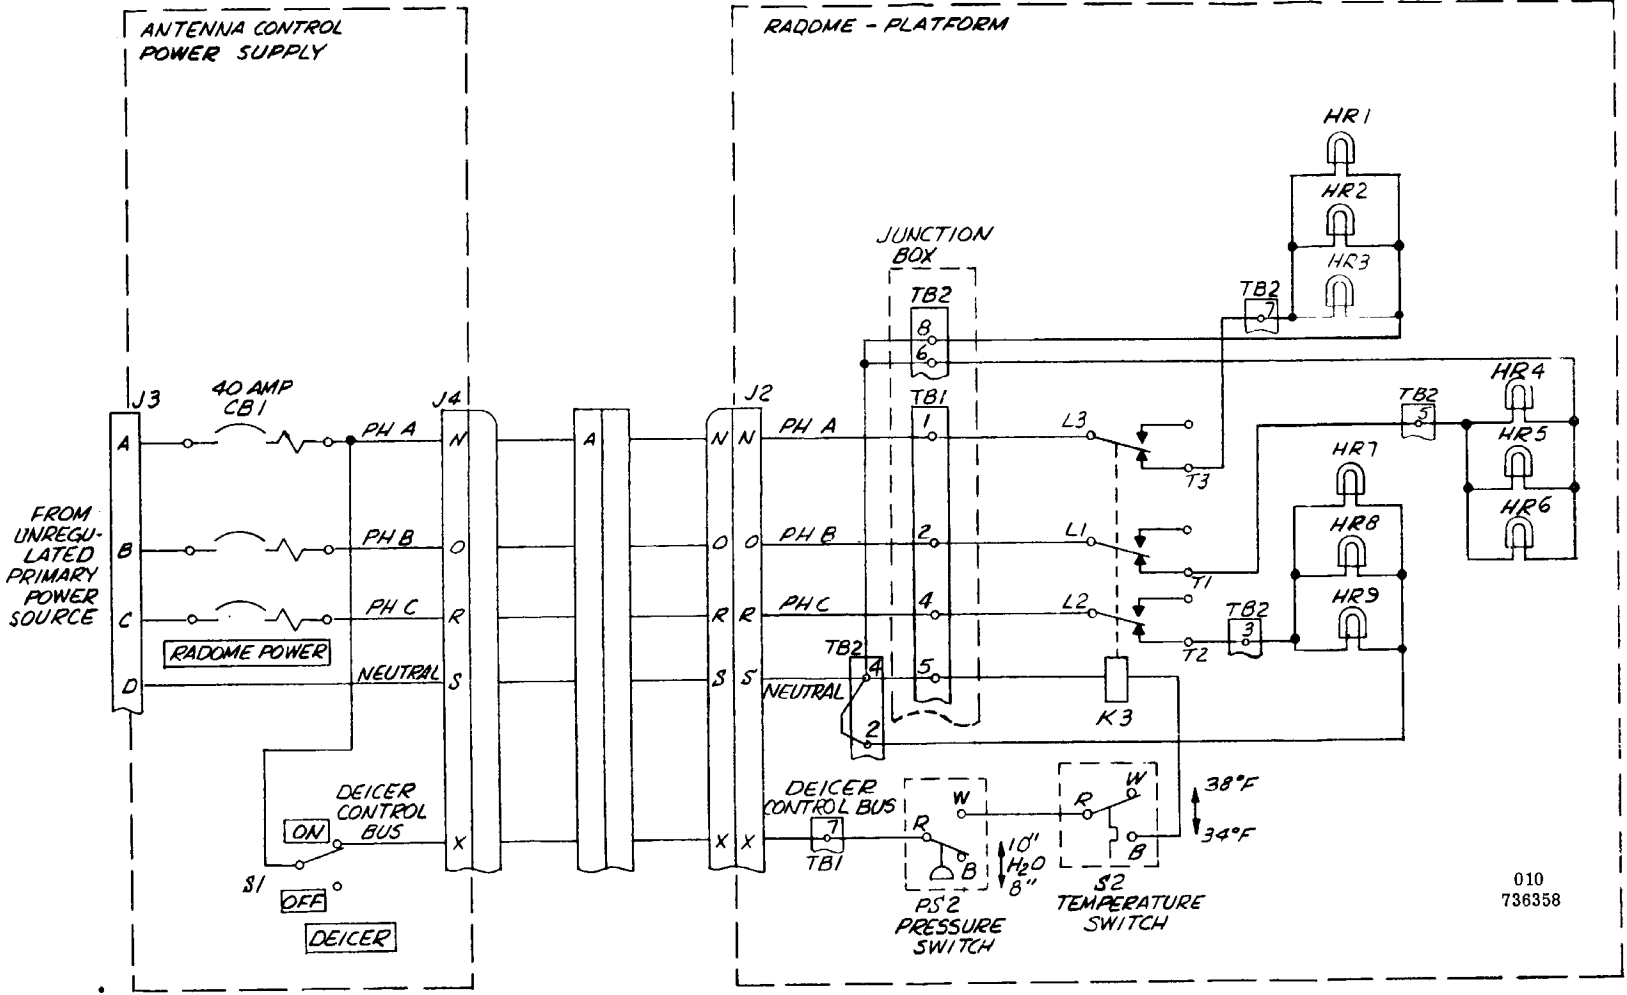 ANTENNA CONTROL
POWER SUPPLY
RADOME - PLATFORM
HR1
HR2
HR3
JUNCTION
BOX
TB2
8
6
TB2
7
J3
40 AMP
CB1
J4
J2
TB1
HR4
TB2
5
HR5
HR6
A
PH A
N
A
N
N
PH A
1
L3
T3
HR7
HR8
HR9
FROM
UNREGU-
LATED
PRIMARY
POWER
SOURCE
B
PH B
O
O
O
PH B
2
L1
T1
C
PH C
R
R
R
PH C
4
L2
T2
TB2
3
RADOME POWER
D
NEUTRAL
S
S
S
NEUTRAL
TB2
4
5
2
K3
DEICER
CONTROL
BUS
ON
S1
OFF
DEICER
X
X
X
DEICER
CONTROL BUS
7
TB1
R
W
B
10"
H2O
8"
PS2
PRESSURE
SWITCH
R
W
B
38°F
34°F
S2
TEMPERATURE
SWITCH
010
736358